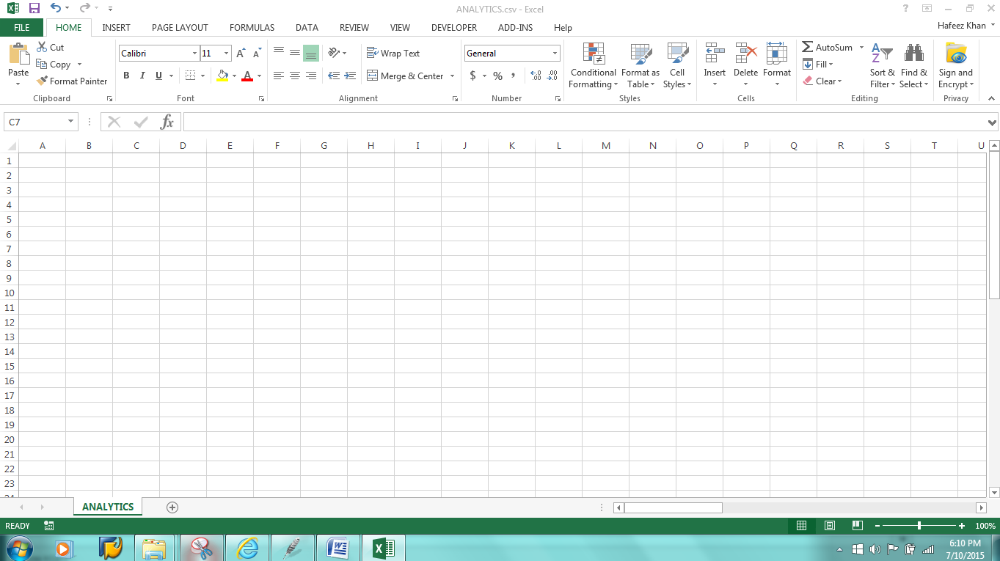 ANALYTICS.csv - Excel
FILE HOME INSERT PAGE LAYOUT FORMULAS DATA REVIEW VIEW DEVELOPER ADD-INS Help Hafeez Khan
Paste
Cut
Copy
Format Painter
Clipboard
Calibri 11
B I U
Font
Wrap Text
Merge & Center
Alignment
General
$ % ,
Number
Conditional Formatting
Format as Table
Cell Styles
Styles
Insert
Delete
Format
Cells
AutoSum
Fill
Clear
Sort & Filter
Find & Select
Editing
Sign and Encrypt
Privacy
C7
fx
A B C D E F G H I J K L M N O P Q R S T U
1
2
3
4
5
6
7
8
9
10
11
12
13
14
15
16
17
18
19
20
21
22
23
24
ANALYTICS
READY 100%
6:10 PM
7/10/2015